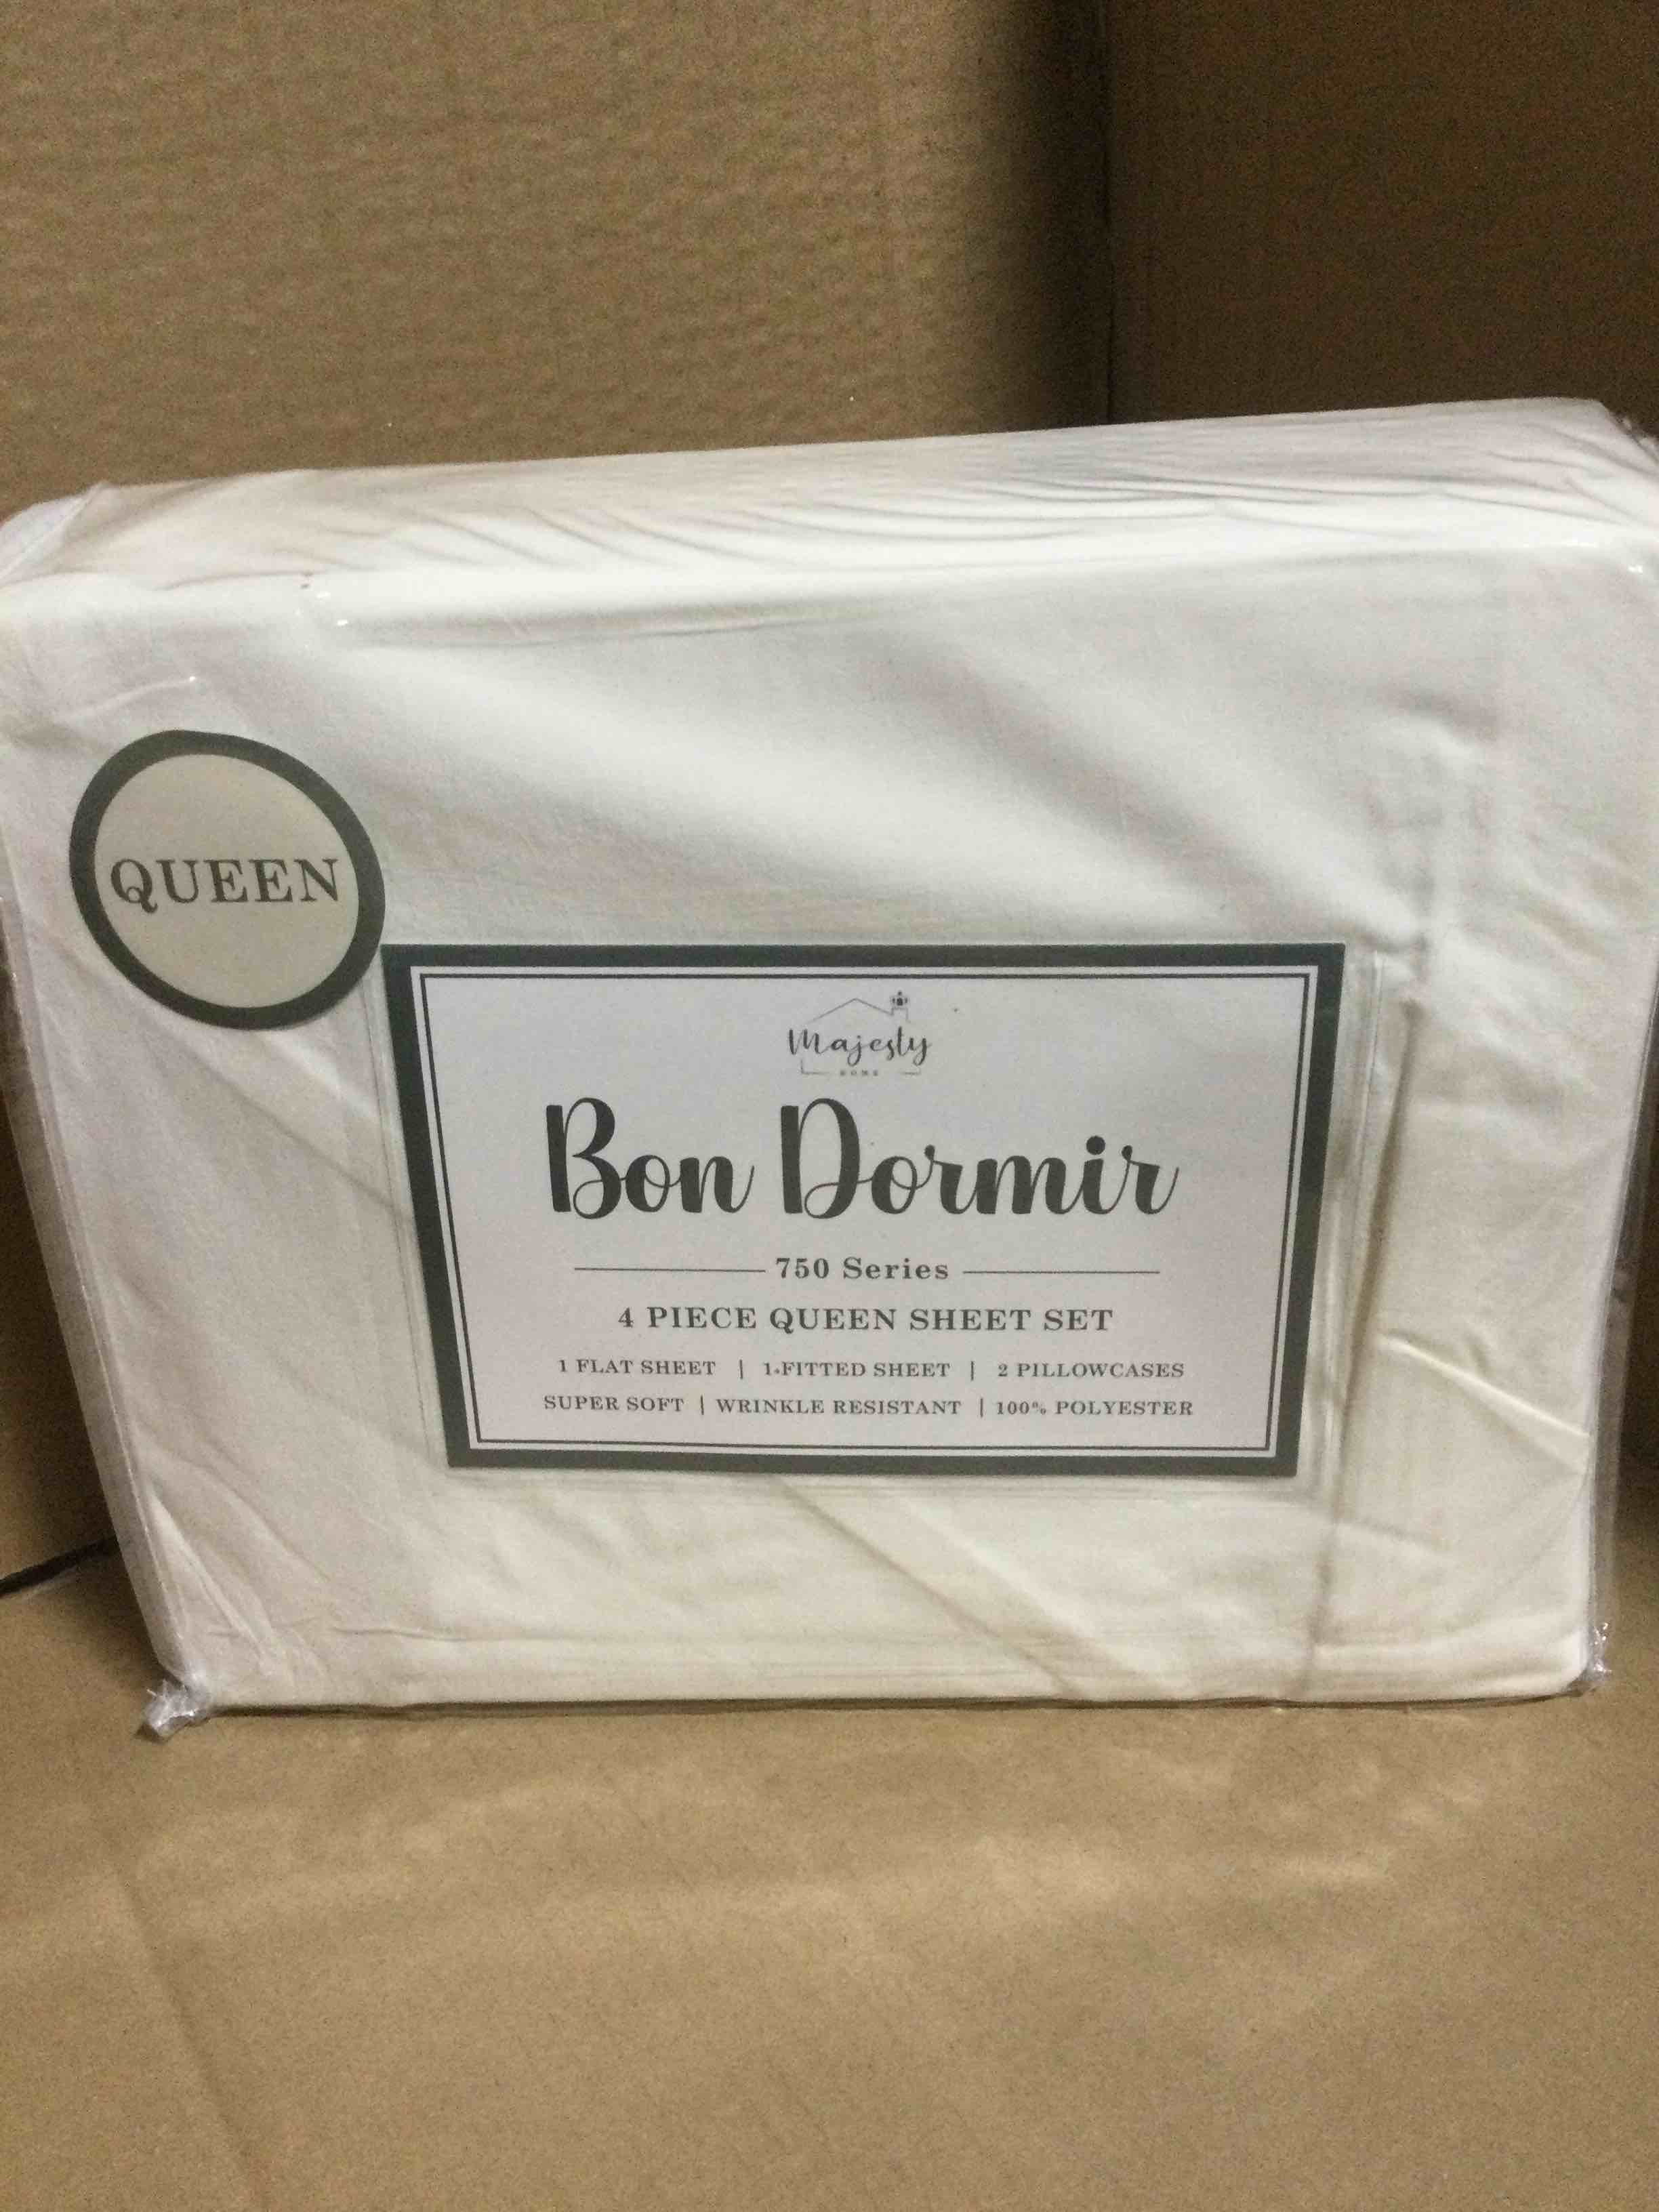 QUEEN
Majesty
HOME
Bon Dormir
750 Series
4 PIECE QUEEN SHEET SET
1 FLAT SHEET | 1 FITTED SHEET | 2 PILLOWCASES
SUPER SOFT | WRINKLE RESISTANT | 100% POLYESTER